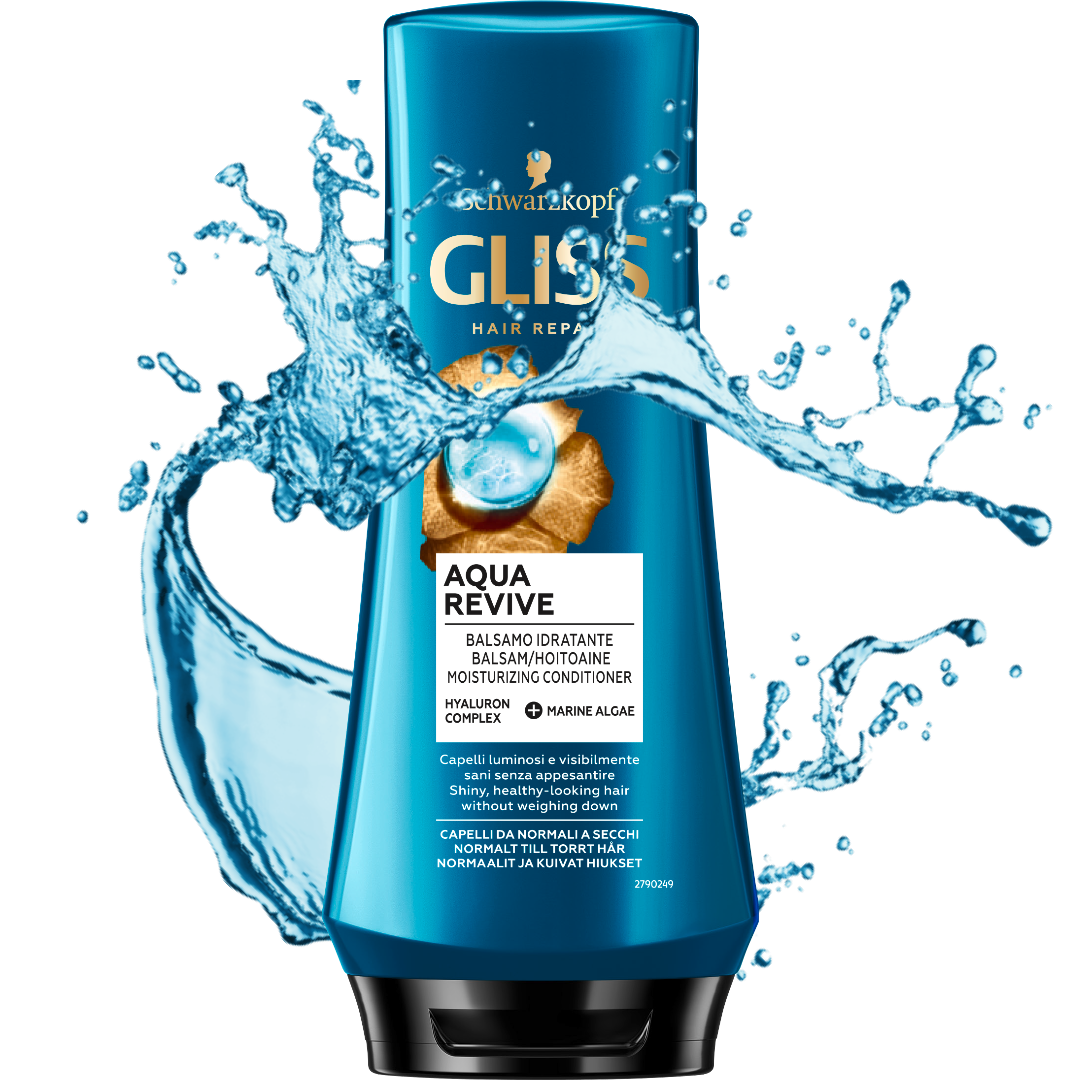 Schwarzkopf
GLISS
HAIR REPA
AQUA
REVIVE
BALSAMO IDRATANTE
BALSAM/HOITOAINE
MOISTURIZING CONDITIONER
HYALURON
COMPLEX
+ MARINE ALGAE
Capelli luminosi e visibilmente
sani senza appesantire
Shiny, healthy-looking hair
without weighing down
CAPELLI DA NORMALI A SECCHI
NORMALT TILL TORRT HÅR
NORMAALIT JA KUIVAT HIUKSET
2790249